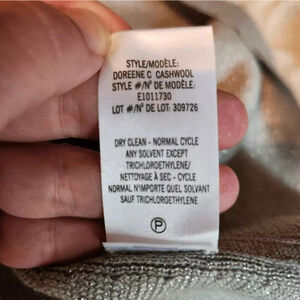 STYLE/MODÈLE:
DOREENE C CASHWOOL
STYLE #/N° DE MODÈLE:
E1011730
LOT #/N° DE LOT: 309726
DRY CLEAN - NORMAL CYCLE
ANY SOLVENT EXCEPT
TRICHLOROETHYLENE/
NETTOYAGE À SEC - CYCLE
NORMAL N'IMPORTE QUEL SOLVANT
SAUF TRICHLOROETHYLENE
P